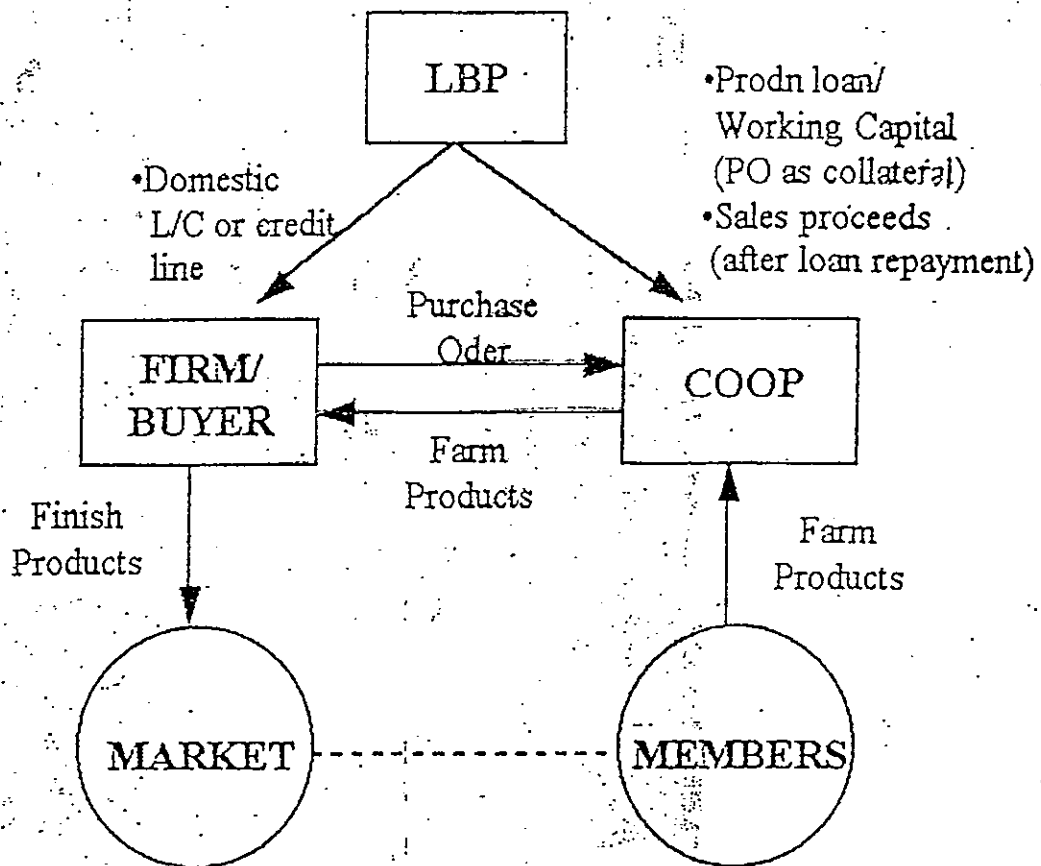 LBP
•Prodn loan/
Working Capital
(PO as collateral)
•Sales proceeds
(after loan repayment)
•Domestic
L/C or credit
line
Purchase
Oder
FIRM/
BUYER
COOP
Farm
Products
Finish
Products
Farm
Products
MARKET
MEMBERS